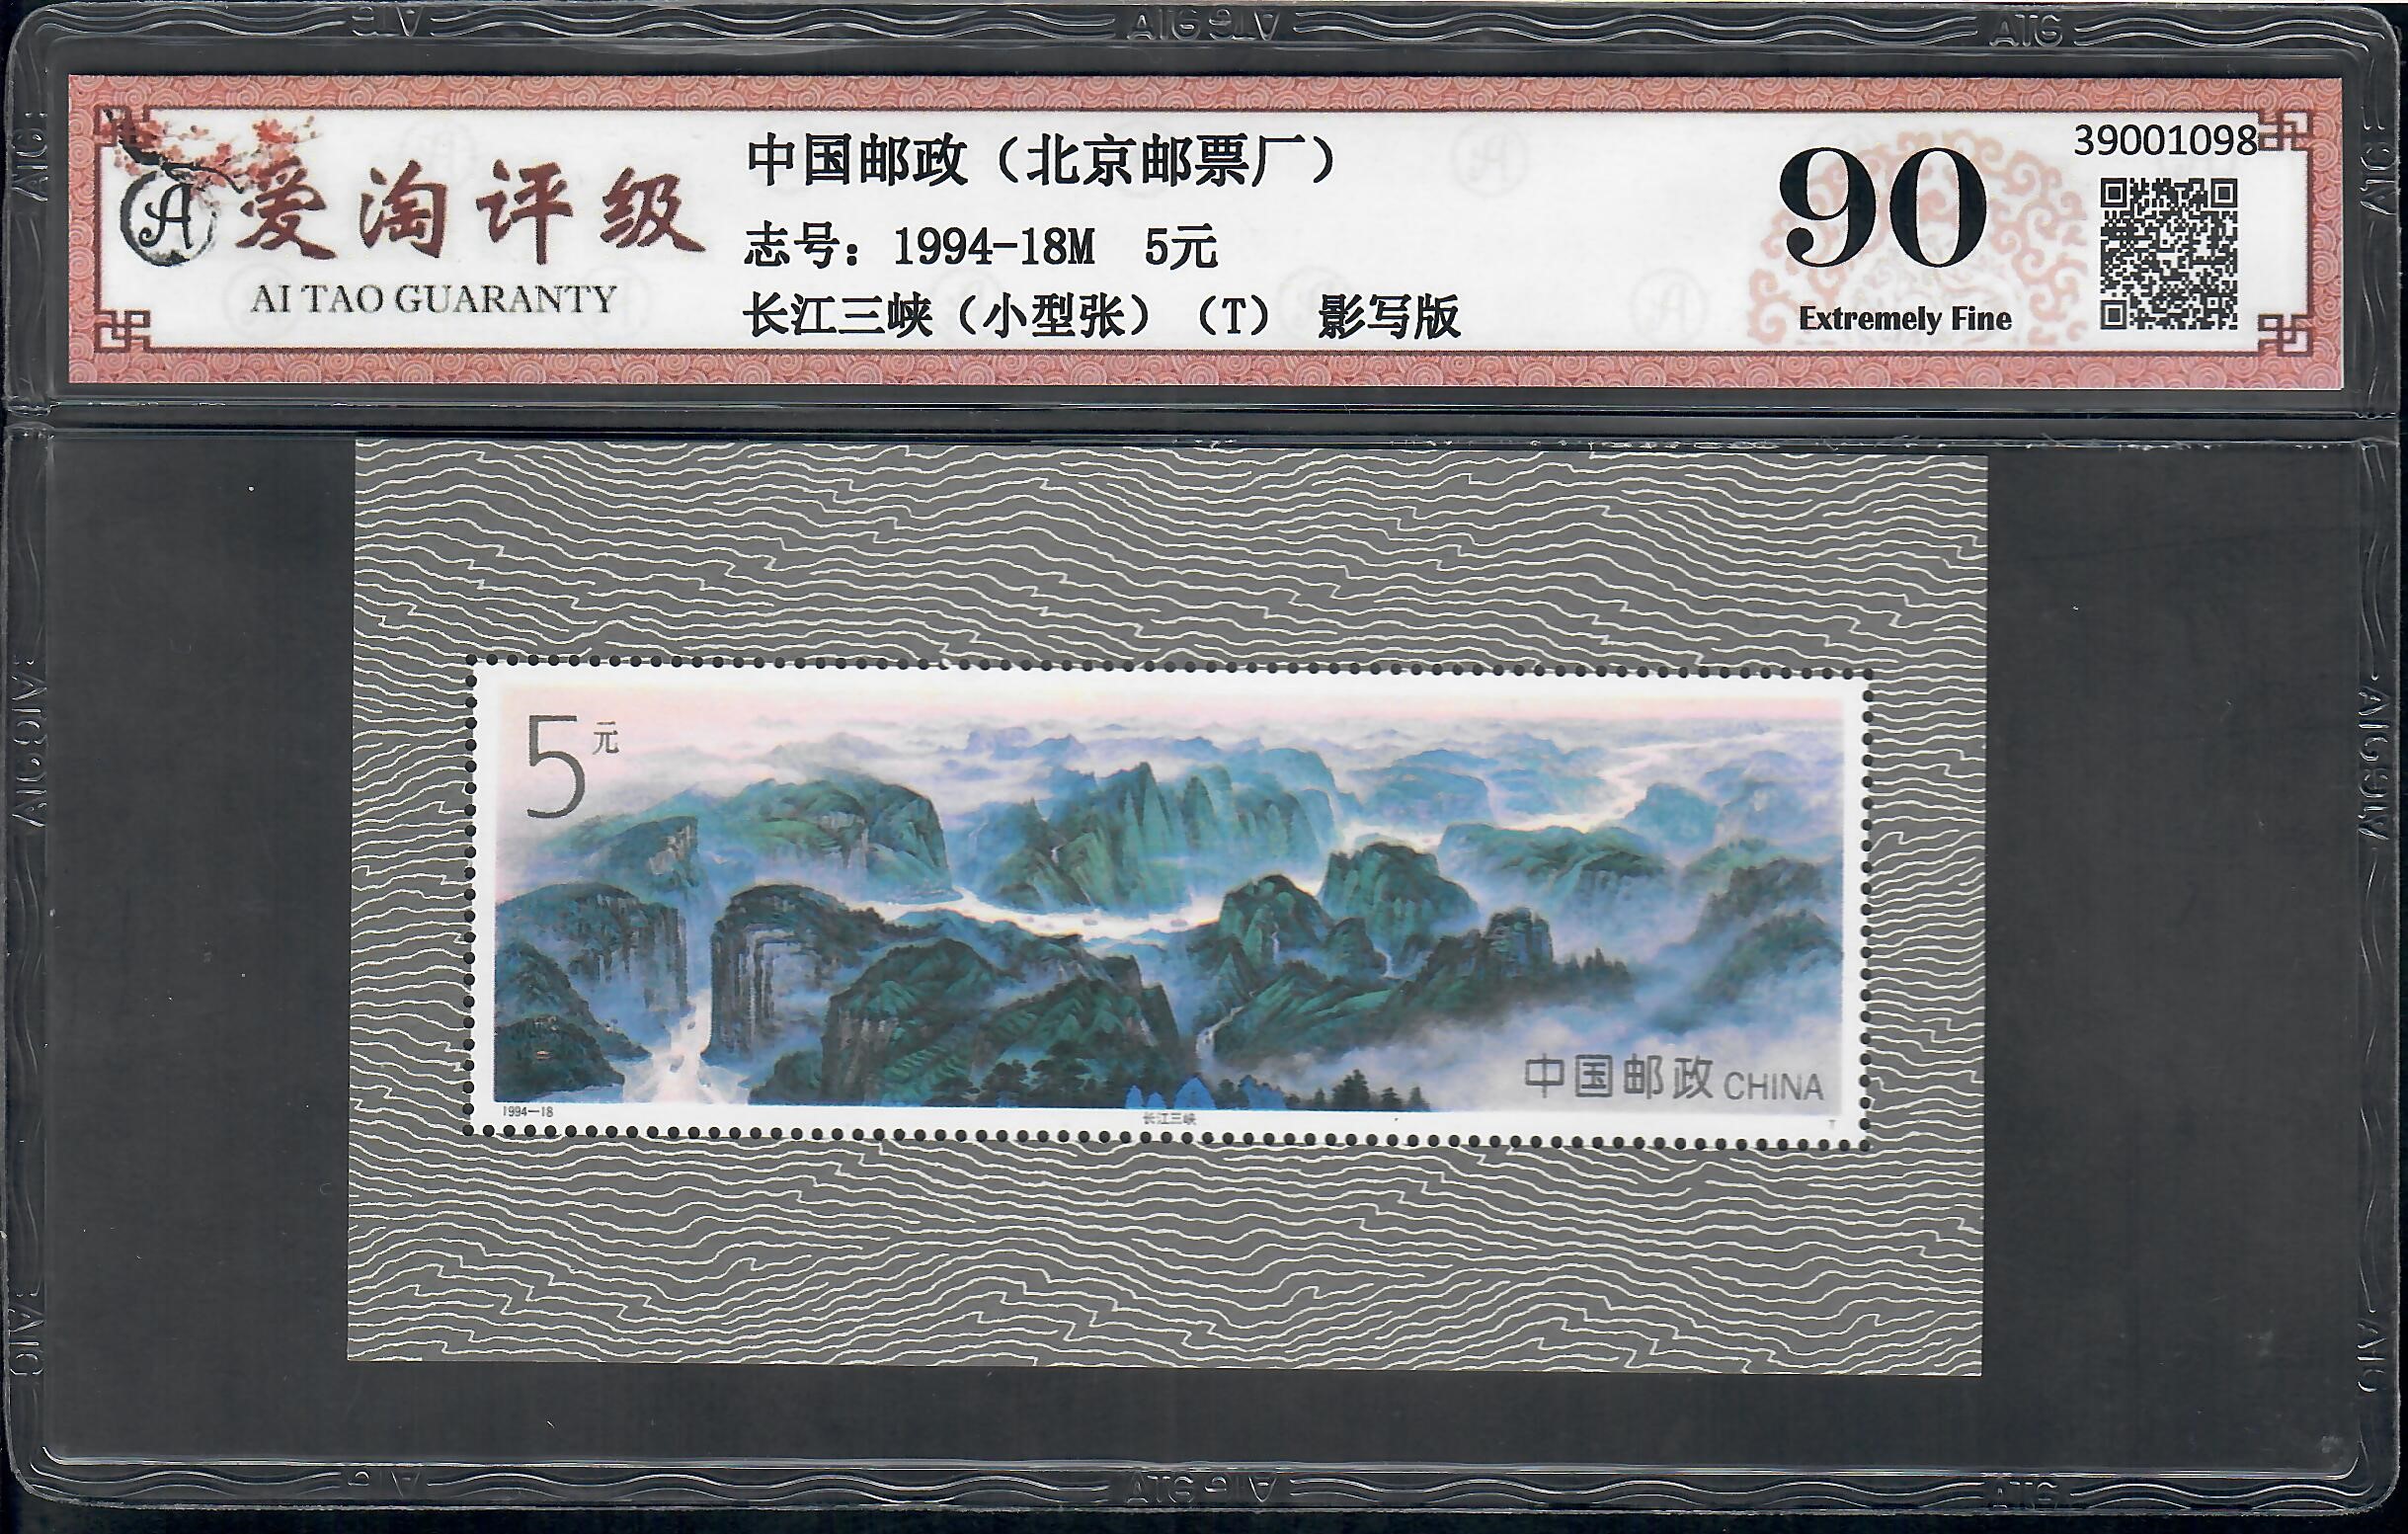 爱淘评级
AI TAO GUARANTY
中国邮政（北京邮票厂）
志号：1994-18M 5元
长江三峡（小型张）（T） 影写版
90
Extremely Fine
39001098
5元
中国邮政 CHINA
1994—18
长江三峡
T